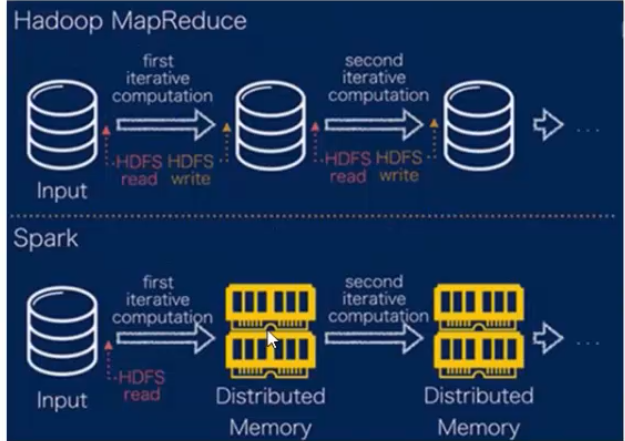 Hadoop MapReduce
first
iterative
computation
second
iterative
computation
HDFS HDFS
read write
HDFS HDFS
read write
Input
...
Spark
first
iterative
computation
second
iterative
computation
HDFS
read
...
Input
Distributed
Memory
Distributed
Memory